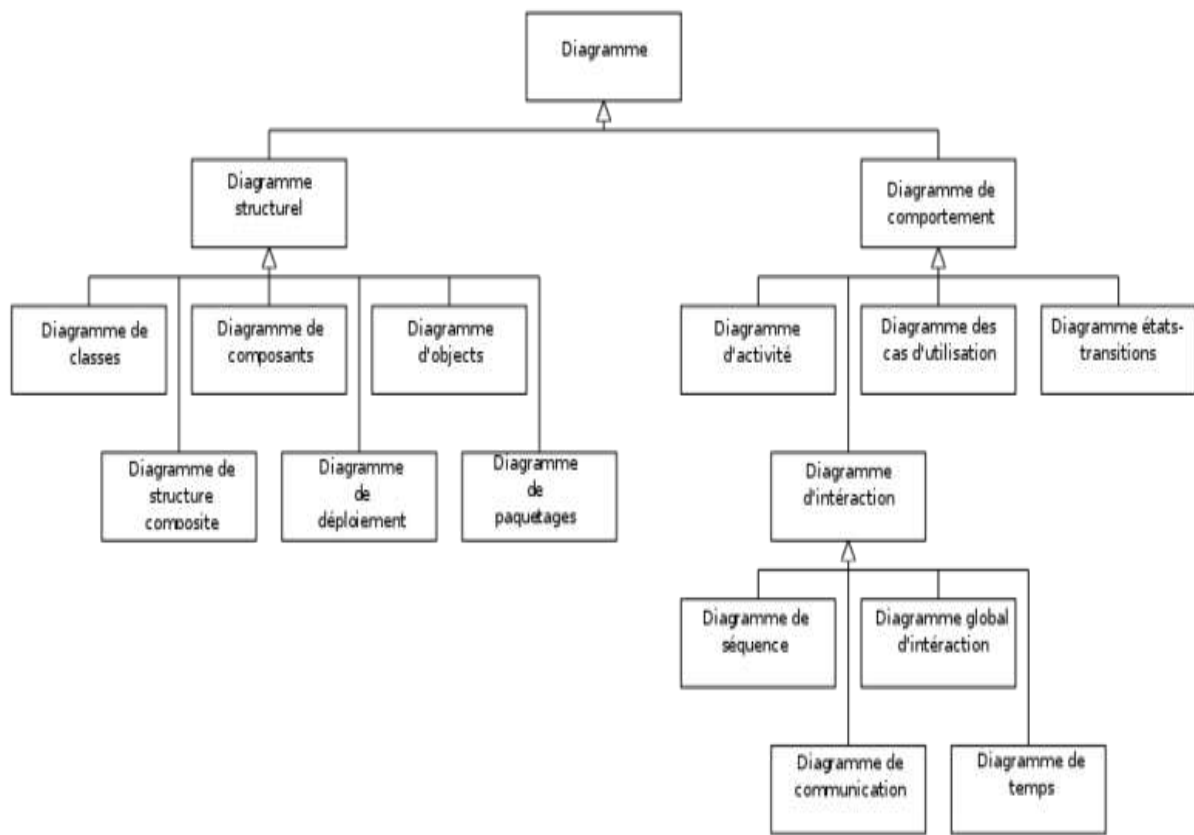 Diagramme
Diagramme
structurel
Diagramme de
comportement
Diagramme de
classes
Diagramme de
composants
Diagramme
d'objects
Diagramme
d'activité
Diagramme des
cas d'utilisation
Diagramme états-
transitions
Diagramme de
structure
composite
Diagramme
de
déploiement
Diagramme
de
paquetages
Diagramme
d'intéraction
Diagramme de
séquence
Diagramme global
d'intéraction
Diagramme de
communication
Diagramme de
temps